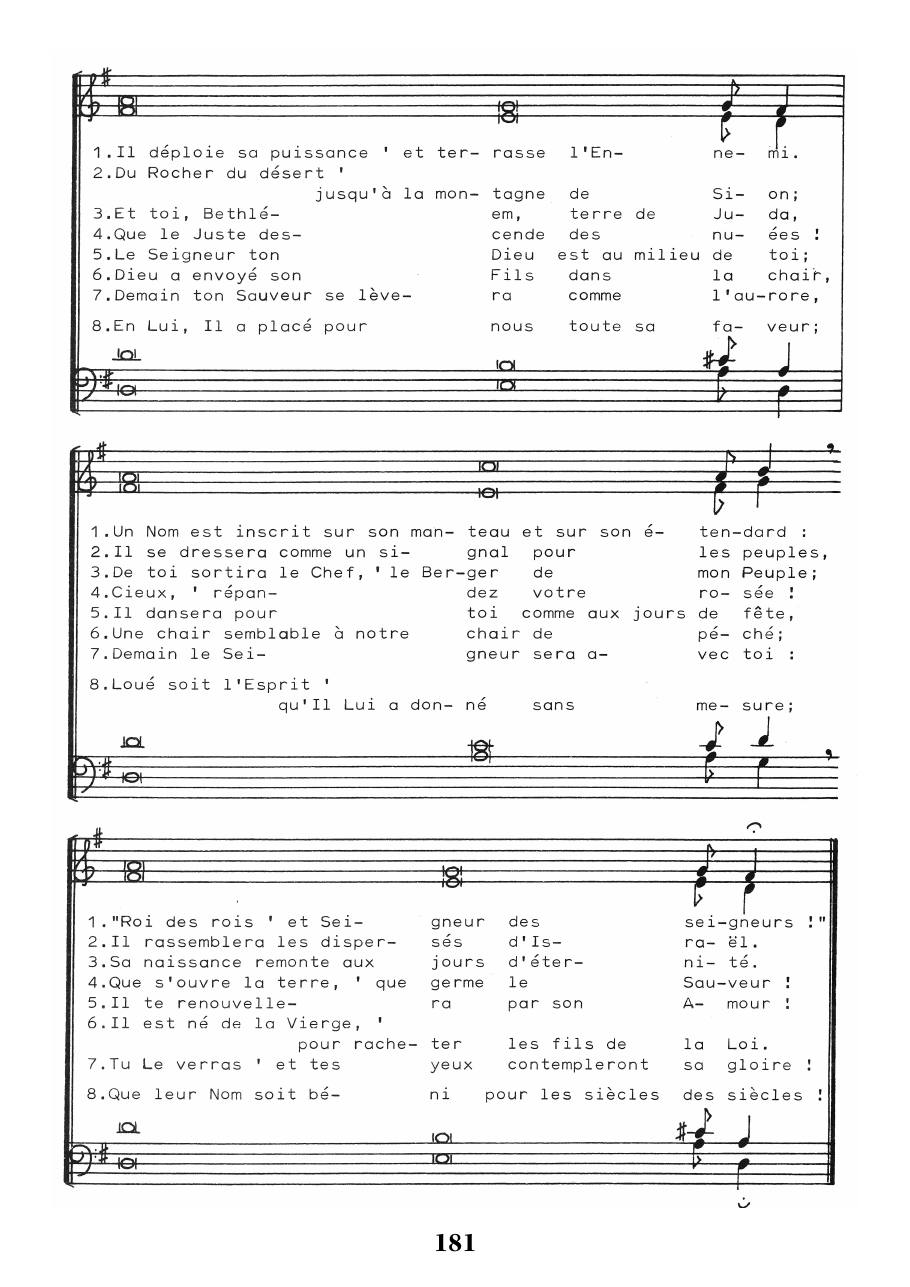 1.Il déploie sa puissance ' et ter- rasse l'En- ne- mi.
2.Du Rocher du désert '
jusqu'à la mon- tagne de Si- on;
3.Et toi, Bethlé- em, terre de Ju- da,
4.Que le Juste des- cende des nu- ées !
5.Le Seigneur ton Dieu est au milieu de toi;
6.Dieu a envoyé son Fils dans la chair,
7.Demain ton Sauveur se lève- ra comme l'au-rore,
8.En Lui, Il a placé pour nous toute sa fa- veur;
1.Un Nom est inscrit sur son man- teau et sur son é- ten-dard :
2.Il se dressera comme un si- gnal pour les peuples,
3.De toi sortira le Chef, ' le Ber-ger de mon Peuple;
4.Cieux, ' répan- dez votre ro- sée !
5.Il dansera pour toi comme aux jours de fête,
6.Une chair semblable à notre chair de pé- ché;
7.Demain le Sei- gneur sera a- vec toi :
8.Loué soit l'Esprit '
qu'Il Lui a don- né sans me- sure;
1."Roi des rois ' et Sei- gneur des sei-gneurs !"
2.Il rassemblera les disper- sés d'Is- ra- ël.
3.Sa naissance remonte aux jours d'éter- ni- té.
4.Que s'ouvre la terre, ' que germe le Sau-veur !
5.Il te renouvelle- ra par son A- mour !
6.Il est né de la Vierge, '
pour rache- ter les fils de la Loi.
7.Tu Le verras ' et tes yeux contempleront sa gloire !
8.Que leur Nom soit bé- ni pour les siècles des siècles !
181